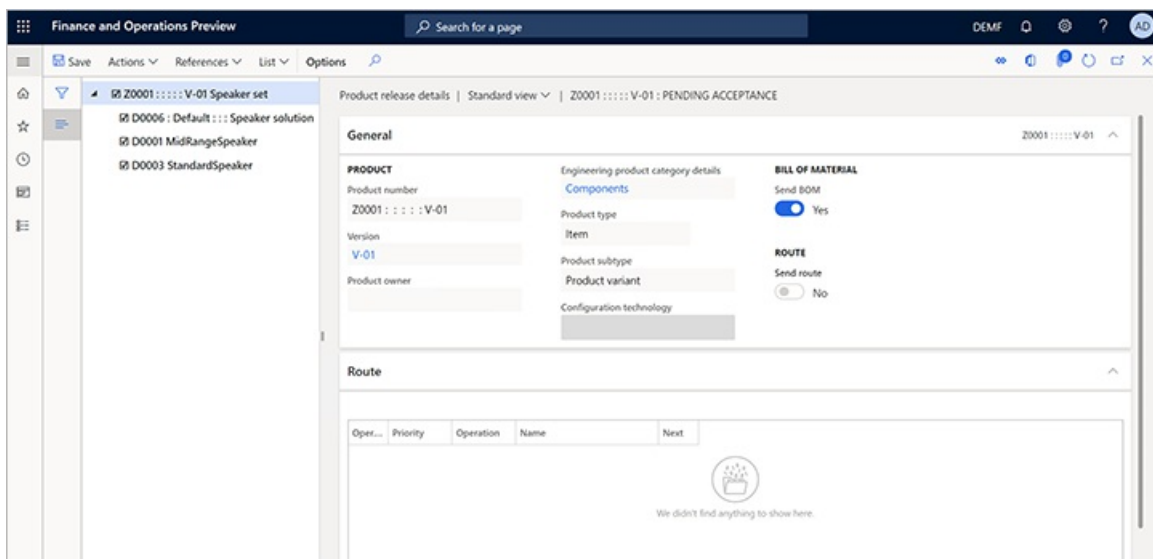 Finance and Operations Preview
Search for a page
DEMF
?
AD
Save Actions References List Options
0
Z0001 : : : : : V-01 Speaker set
D0006 : Default : : : Speaker solution
D0001 MidRangeSpeaker
D0003 StandardSpeaker
Product release details | Standard view | Z0001 : : : : : V-01 : PENDING ACCEPTANCE
General
Z0001 : : : : : V-01
PRODUCT
Product number
Z0001 : : : : : V-01
Version
V-01
Product owner
Engineering product category details
Components
Product type
Item
Product subtype
Product variant
Configuration technology
BILL OF MATERIAL
Send BOM
Yes
ROUTE
Send route
No
Route
Oper... Priority Operation Name Next
We didn't find anything to show here.